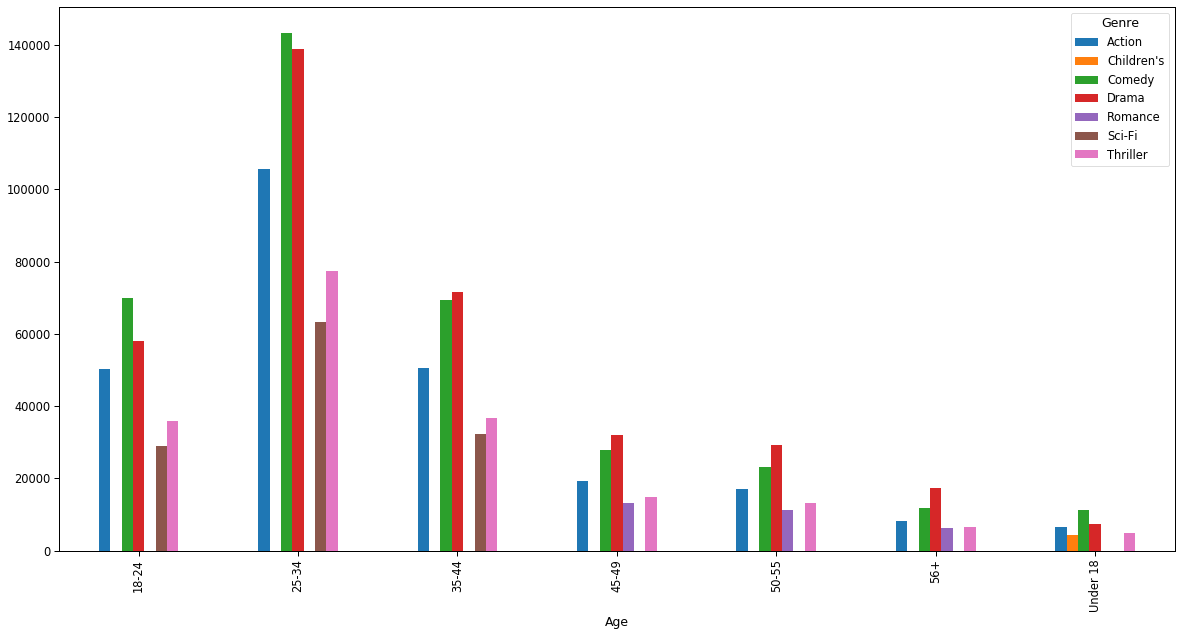 Genre
Action
Children's
Comedy
Drama
Romance
Sci-Fi
Thriller
140000
120000
100000
80000
60000
40000
20000
0
18-24
25-34
35-44
45-49
50-55
56+
Under 18
Age